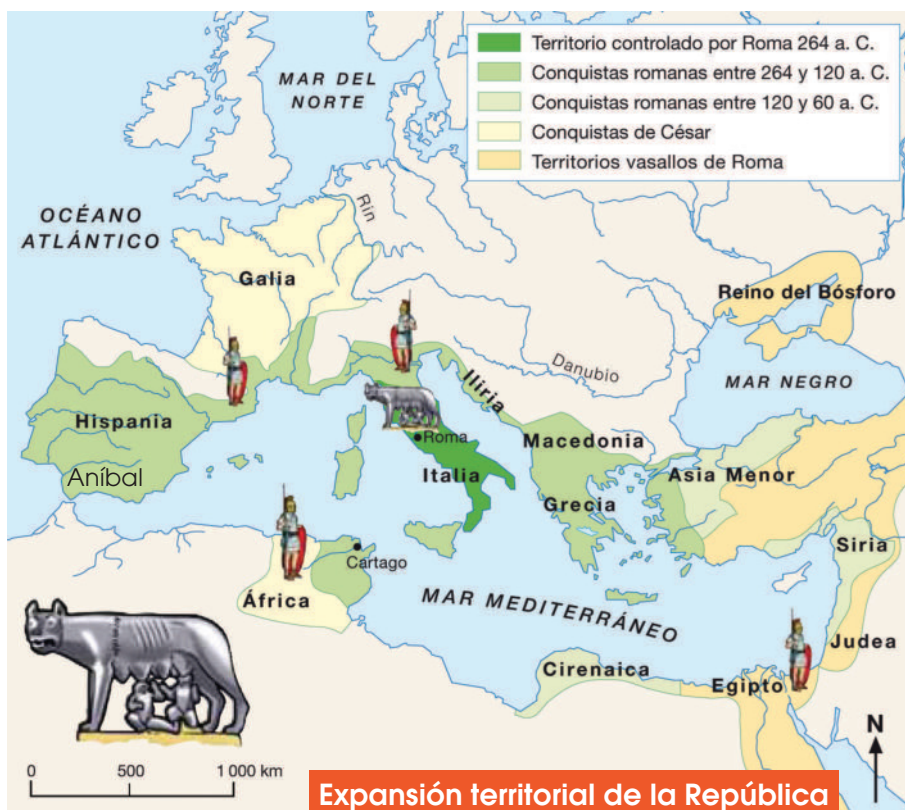 Territorio controlado por Roma 264 a. C.
Conquistas romanas entre 264 y 120 a. C.
Conquistas romanas entre 120 y 60 a. C.
Conquistas de César
Territorios vasallos de Roma
MAR DEL
NORTE
OCÉANO
ATLÁNTICO
Rin
Galia
Reino del Bósforo
Danubio
MAR NEGRO
Iliria
Hispania
Roma
Macedonia
Asia Menor
Aníbal
Italia
Grecia
Siria
Cartago
África
MAR MEDITERRÁNEO
Judea
Cirenaica
Egipto
N
0 500 1 000 km
Expansión territorial de la República